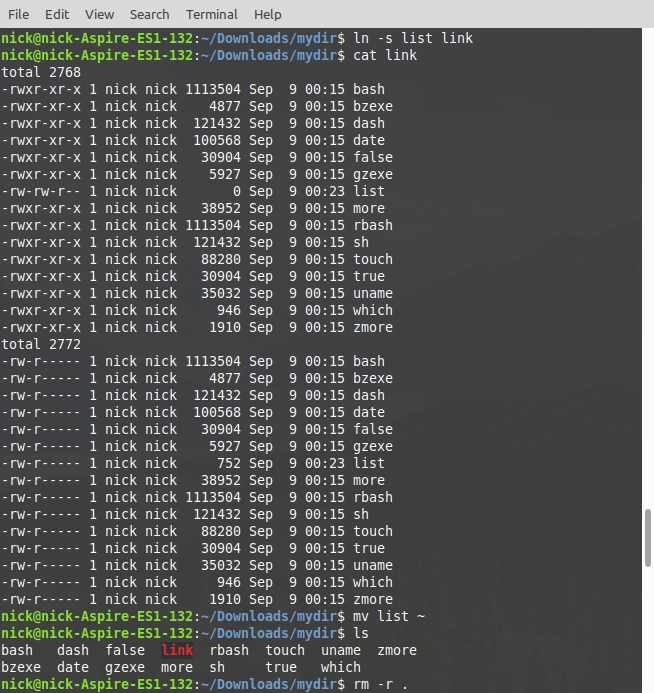 File Edit View Search Terminal Help
nick@nick-Aspire-ES1-132:~/Downloads/mydir$ ln -s list link
nick@nick-Aspire-ES1-132:~/Downloads/mydir$ cat link
total 2768
-rwxr-xr-x 1 nick nick 1113504 Sep  9 00:15 bash
-rwxr-xr-x 1 nick nick    4877 Sep  9 00:15 bzexe
-rwxr-xr-x 1 nick nick  121432 Sep  9 00:15 dash
-rwxr-xr-x 1 nick nick  100568 Sep  9 00:15 date
-rwxr-xr-x 1 nick nick   30904 Sep  9 00:15 false
-rwxr-xr-x 1 nick nick    5927 Sep  9 00:15 gzexe
-rw-rw-r-- 1 nick nick       0 Sep  9 00:23 list
-rwxr-xr-x 1 nick nick   38952 Sep  9 00:15 more
-rwxr-xr-x 1 nick nick 1113504 Sep  9 00:15 rbash
-rwxr-xr-x 1 nick nick  121432 Sep  9 00:15 sh
-rwxr-xr-x 1 nick nick   88280 Sep  9 00:15 touch
-rwxr-xr-x 1 nick nick   30904 Sep  9 00:15 true
-rwxr-xr-x 1 nick nick   35032 Sep  9 00:15 uname
-rwxr-xr-x 1 nick nick     946 Sep  9 00:15 which
-rwxr-xr-x 1 nick nick    1910 Sep  9 00:15 zmore
total 2772
-rw-r----- 1 nick nick 1113504 Sep  9 00:15 bash
-rw-r----- 1 nick nick    4877 Sep  9 00:15 bzexe
-rw-r----- 1 nick nick  121432 Sep  9 00:15 dash
-rw-r----- 1 nick nick  100568 Sep  9 00:15 date
-rw-r----- 1 nick nick   30904 Sep  9 00:15 false
-rw-r----- 1 nick nick    5927 Sep  9 00:15 gzexe
-rw-r----- 1 nick nick     752 Sep  9 00:23 list
-rw-r----- 1 nick nick   38952 Sep  9 00:15 more
-rw-r----- 1 nick nick 1113504 Sep  9 00:15 rbash
-rw-r----- 1 nick nick  121432 Sep  9 00:15 sh
-rw-r----- 1 nick nick   88280 Sep  9 00:15 touch
-rw-r----- 1 nick nick   30904 Sep  9 00:15 true
-rw-r----- 1 nick nick   35032 Sep  9 00:15 uname
-rw-r----- 1 nick nick     946 Sep  9 00:15 which
-rw-r----- 1 nick nick    1910 Sep  9 00:15 zmore
nick@nick-Aspire-ES1-132:~/Downloads/mydir$ mv list ~
nick@nick-Aspire-ES1-132:~/Downloads/mydir$ ls
bash   dash  false  link  rbash  touch  uname  zmore
bzexe  date  gzexe  more  sh     true   which
nick@nick-Aspire-ES1-132:~/Downloads/mydir$ rm -r .